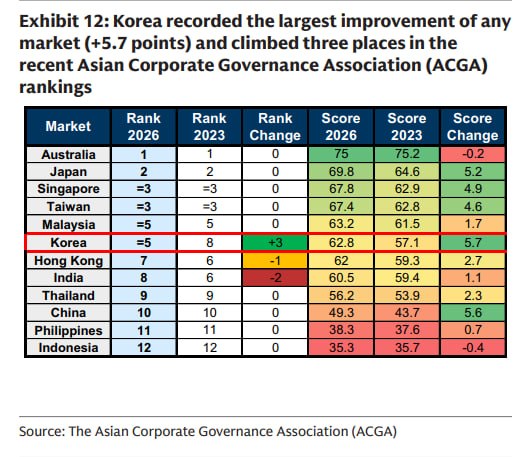 Exhibit 12: Korea recorded the largest improvement of any
market (+5.7 points) and climbed three places in the
recent Asian Corporate Governance Association (ACGA)
rankings
Market Rank 2026 Rank 2023 Rank Change Score 2026 Score 2023 Score Change
Australia 1 1 0 75 75.2 -0.2
Japan 2 2 0 69.8 64.6 5.2
Singapore =3 =3 0 67.8 62.9 4.9
Taiwan =3 =3 0 67.4 62.8 4.6
Malaysia =5 5 0 63.2 61.5 1.7
Korea =5 8 +3 62.8 57.1 5.7
Hong Kong 7 6 -1 62 59.3 2.7
India 8 6 -2 60.5 59.4 1.1
Thailand 9 9 0 56.2 53.9 2.3
China 10 10 0 49.3 43.7 5.6
Philippines 11 11 0 38.3 37.6 0.7
Indonesia 12 12 0 35.3 35.7 -0.4
Source: The Asian Corporate Governance Association (ACGA)